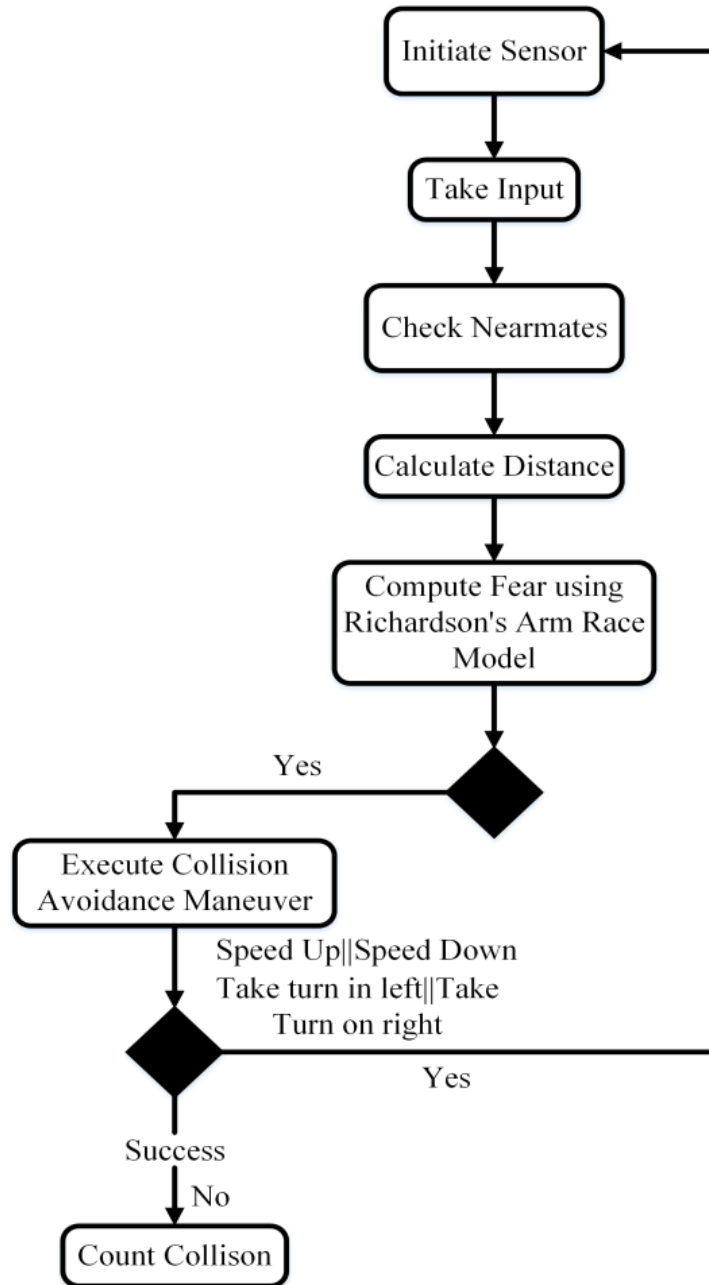 Initiate Sensor
Take Input
Check Nearmates
Calculate Distance
Compute Fear using
Richardson's Arm Race
Model
Yes
Execute Collision
Avoidance Maneuver
Speed Up||Speed Down
Take turn in left||Take
Turn on right
Yes
Success
No
Count Collison